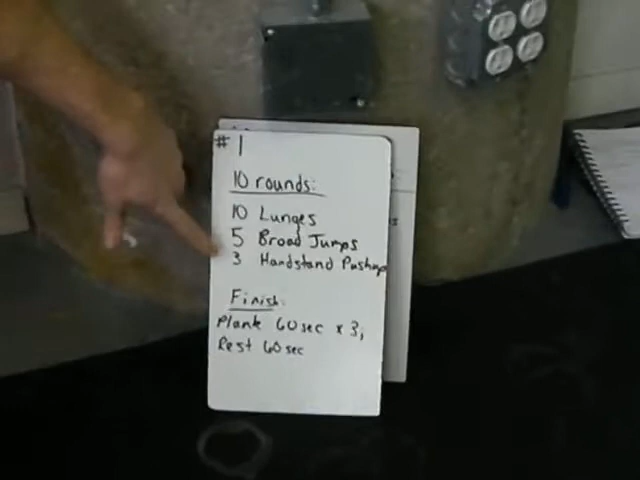 #1
10 rounds:
10 Lunges
5 Broad Jumps
3 Handstand Pushups
Finish:
Plank 60sec x 3,
Rest 60sec